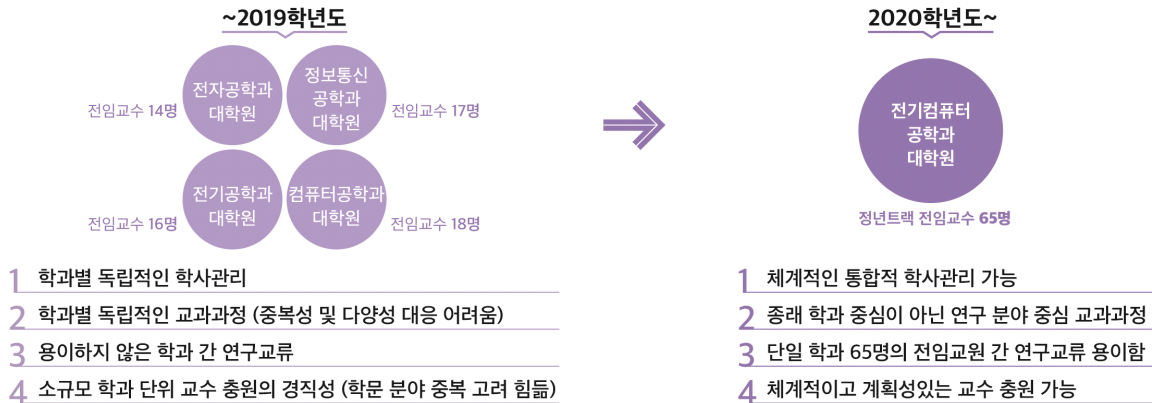 ~2019학년도
전자공학과
대학원
전임교수 14명
정보통신
공학과
대학원
전임교수 17명
전기공학과
대학원
전임교수 16명
컴퓨터공학과
대학원
전임교수 18명
1 학과별 독립적인 학사관리
2 학과별 독립적인 교과과정 (중복성 및 다양성 대응 어려움)
3 용이하지 않은 학과 간 연구교류
4 소규모 학과 단위 교수 충원의 경직성 (학문 분야 중복 고려 힘듦)
2020학년도~
전기컴퓨터
공학과
대학원
정년트랙 전임교수 65명
1 체계적인 통합적 학사관리 가능
2 종래 학과 중심이 아닌 연구 분야 중심 교과과정
3 단일 학과 65명의 전임교원 간 연구교류 용이함
4 체계적이고 계획성있는 교수 충원 가능